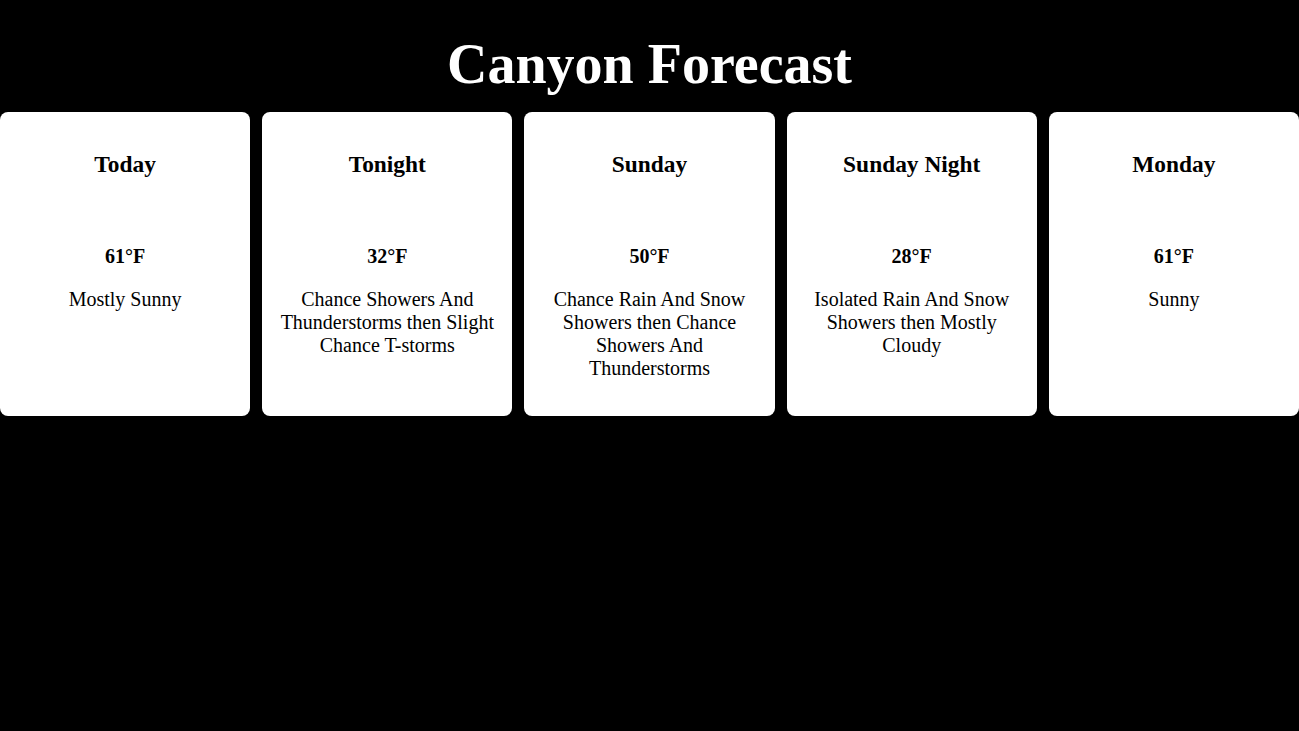 Canyon Forecast
Today
61°F
Mostly Sunny
Tonight
32°F
Chance Showers And
Thunderstorms then Slight
Chance T-storms
Sunday
50°F
Chance Rain And Snow
Showers then Chance
Showers And
Thunderstorms
Sunday Night
28°F
Isolated Rain And Snow
Showers then Mostly
Cloudy
Monday
61°F
Sunny